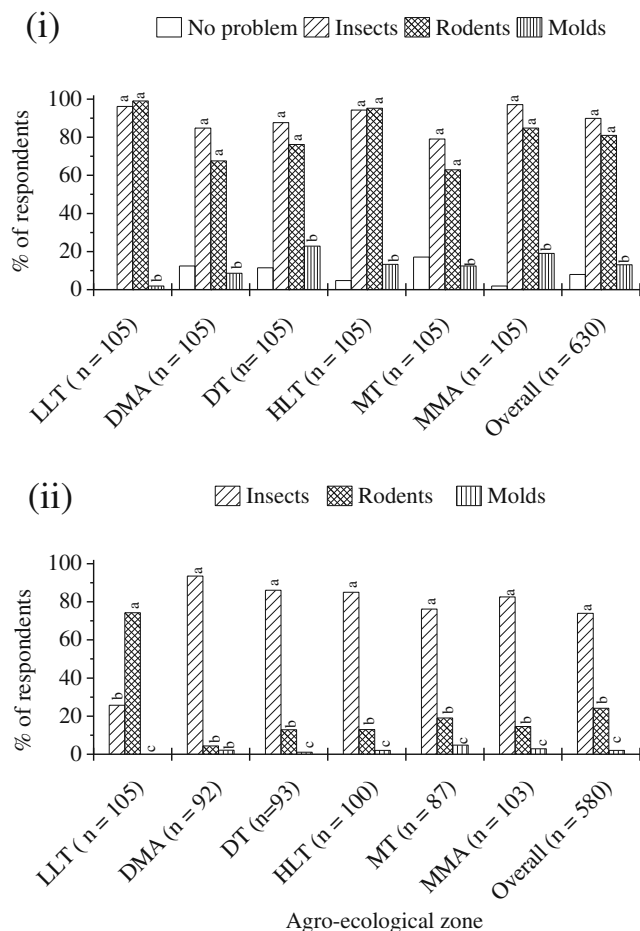 (i)
No problem Insects Rodents Molds
% of respondents
100
80
60
40
20
0
a a b
a a b
a a b
a a b
a a b
a a b
a a b
LLT ( n = 105)
DMA (n = 105)
DT (n= 105)
HLT (n = 105)
MT (n = 105)
MMA (n = 105)
Overall (n = 630)
(ii)
Insects Rodents Molds
% of respondents
100
80
60
40
20
0
b a c
a b b
a b c
a b c
a b c
a b c
a b c
LLT ( n = 105)
DMA (n = 92)
DT (n=93)
HLT (n = 100)
MT (n = 87)
MMA (n = 103)
Overall (n = 580)
Agro-ecological zone